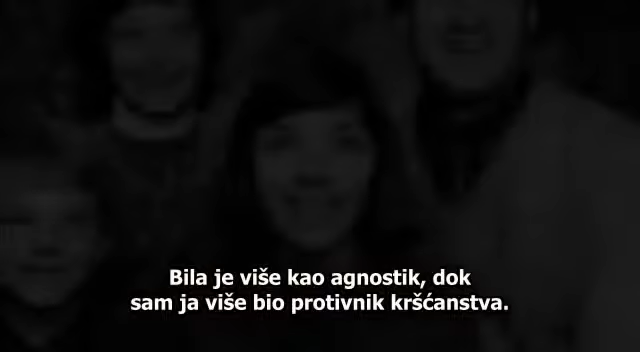 Bila je više kao agnostik, dok
sam ja više bio protivnik kršćanstva.